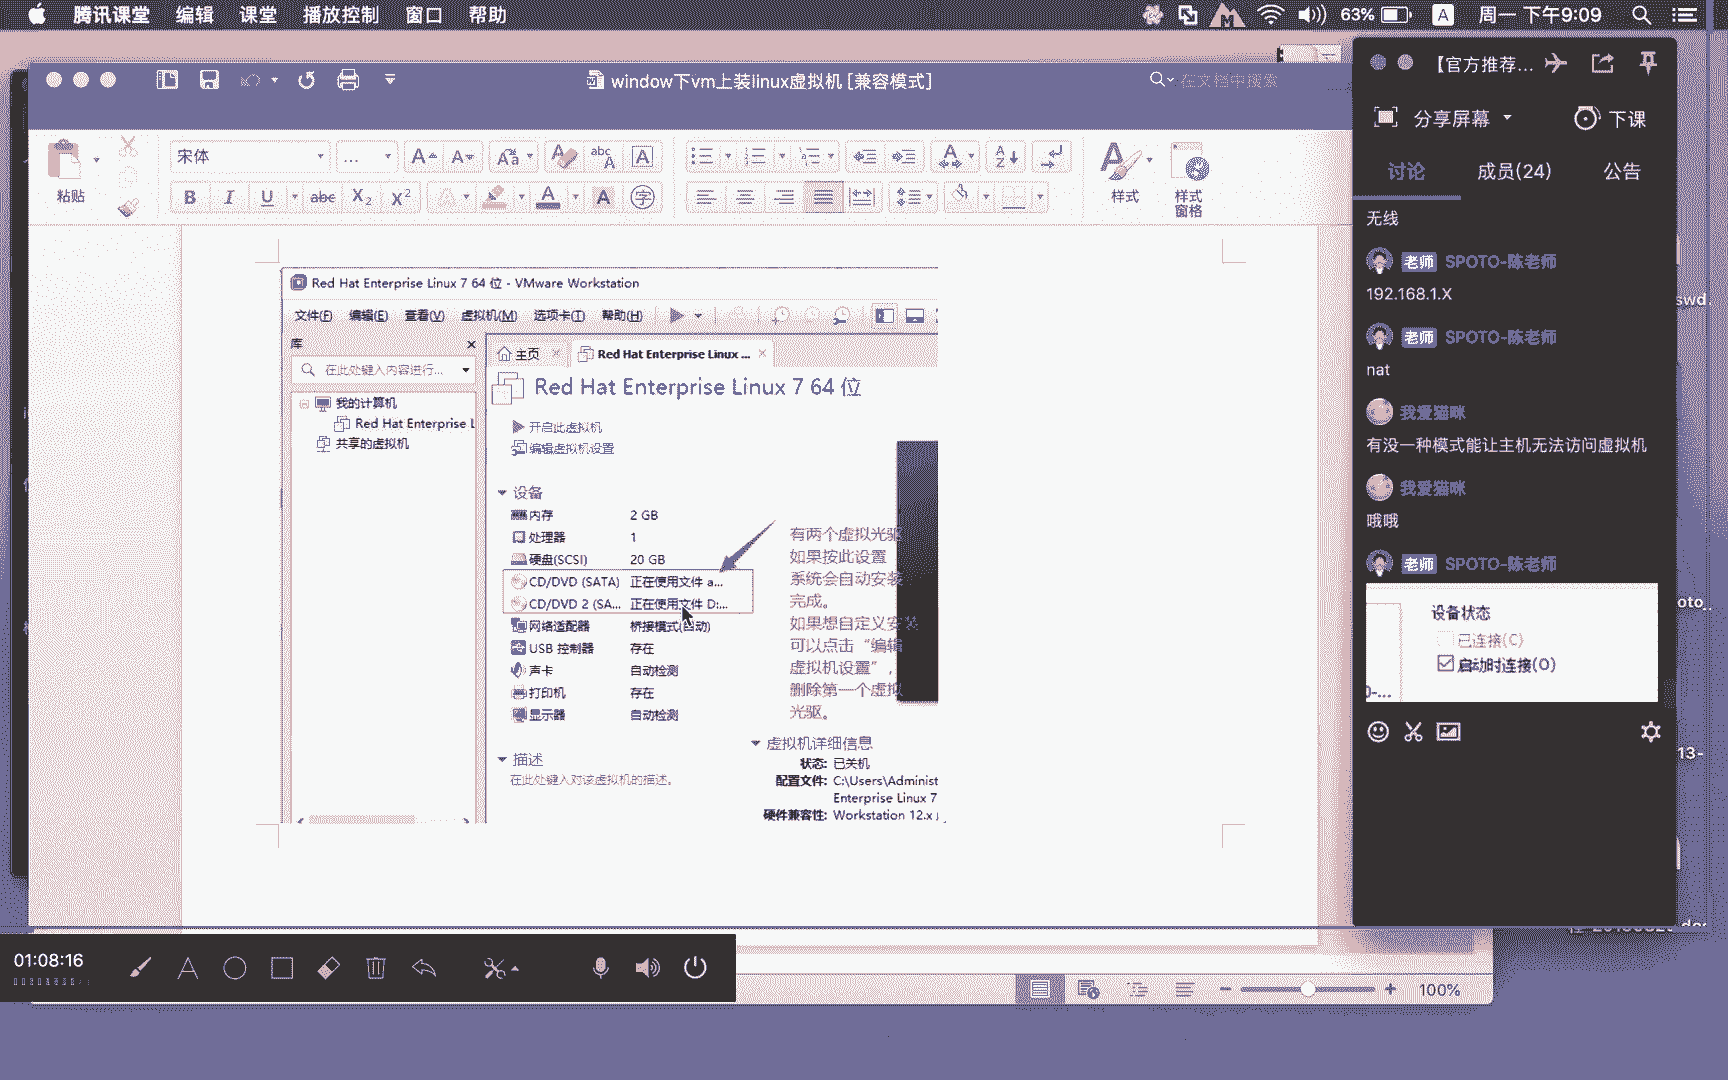 腾讯课堂 编辑 课堂 播放控制 窗口 帮助
63% A 周一 下午9:09
window下vm上装linux虚拟机 [兼容模式]
在文档中搜索
粘贴
宋体
...
样式
样式
窗格
Red Hat Enterprise Linux 7 64 位 - VMware Workstation
文件(F) 编辑(E) 查看(V) 虚拟机(M) 选项卡(T) 帮助(H)
库
在此处键入内容进行...
我的计算机
Red Hat Enterprise L
共享的虚拟机
主页
Red Hat Enterprise Linux ...
Red Hat Enterprise Linux 7 64 位
开启此虚拟机
编辑虚拟机设置
设备
内存 2 GB
处理器 1
硬盘(SCSI) 20 GB
CD/DVD (SATA) 正在使用文件 a...
CD/DVD 2 (SA... 正在使用文件 D:...
网络适配器 桥接模式(自动)
USB 控制器 存在
声卡 自动检测
打印机 存在
显示器 自动检测
有两个虚拟光驱
如果按此设置
系统会自动安装
完成。
如果想自定义安装
可以点击“编辑
虚拟机设置”，
删除第一个虚拟
光驱。
描述
在此处键入对该虚拟机的描述。
虚拟机详细信息
状态: 已关机
配置文件: C:\Users\Administ
Enterprise Linux 7
硬件兼容性: Workstation 12.x
【官方推荐...
分享屏幕 下课
讨论 成员(24) 公告
无线
老师 SPOTO-陈老师
192.168.1.X
老师 SPOTO-陈老师
nat
我爱猫咪
有没一种模式能让主机无法访问虚拟机
我爱猫咪
哦哦
老师 SPOTO-陈老师
设备状态
已连接(C)
启动时连接(O)
swd
oto..
13-
01:08:16
100%